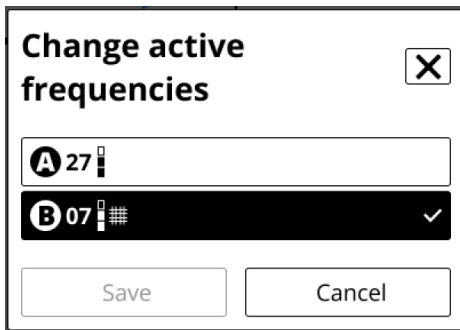 Change active
frequencies
A 27
B 07
Save Cancel